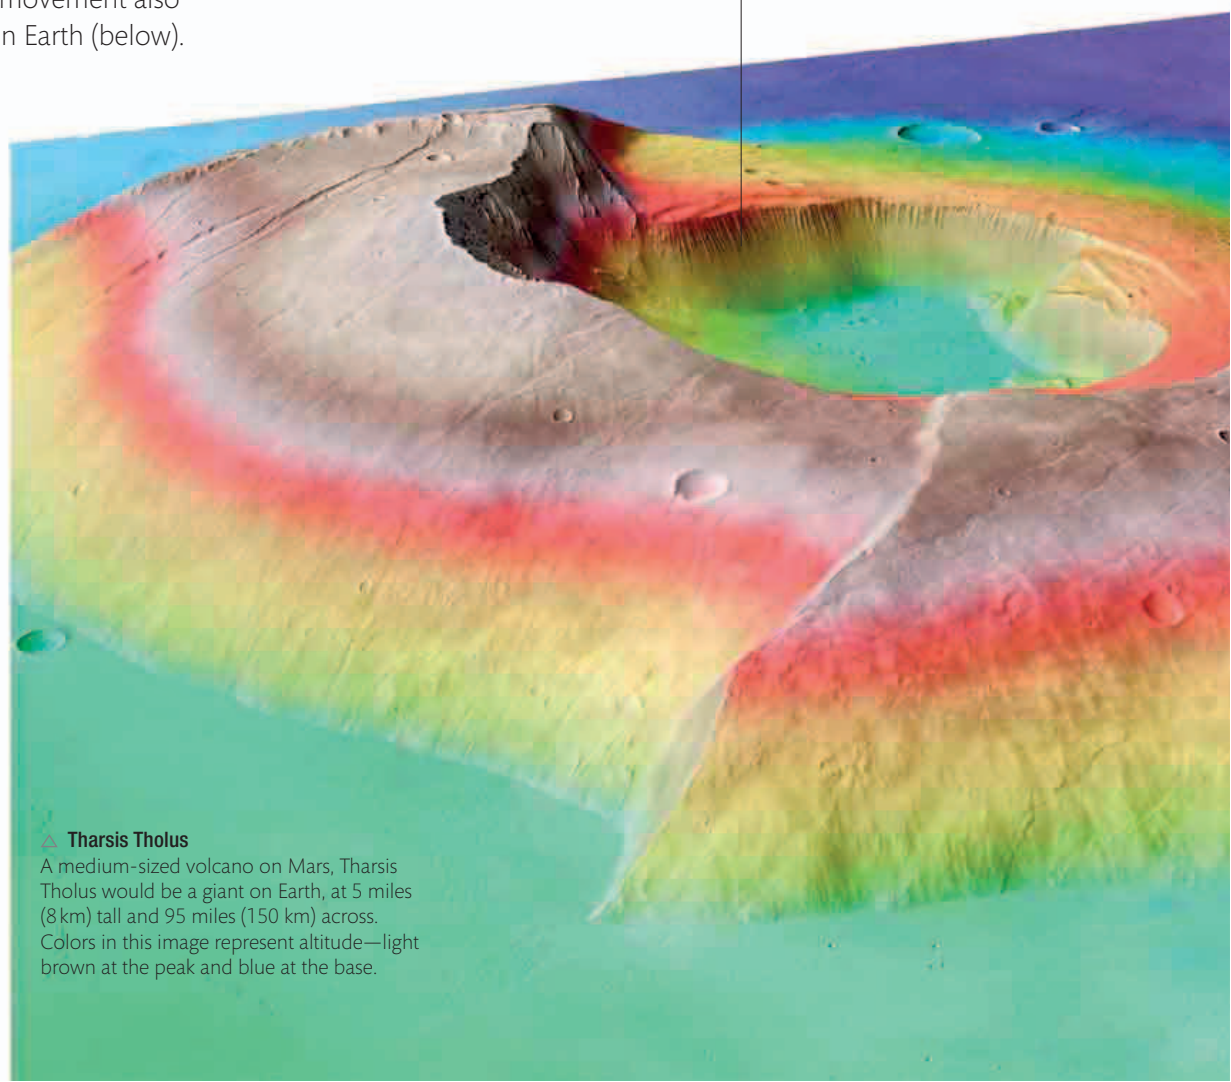 movement also
n Earth (below).
△ Tharsis Tholus
A medium-sized volcano on Mars, Tharsis
Tholus would be a giant on Earth, at 5 miles
(8 km) tall and 95 miles (150 km) across.
Colors in this image represent altitude—light
brown at the peak and blue at the base.